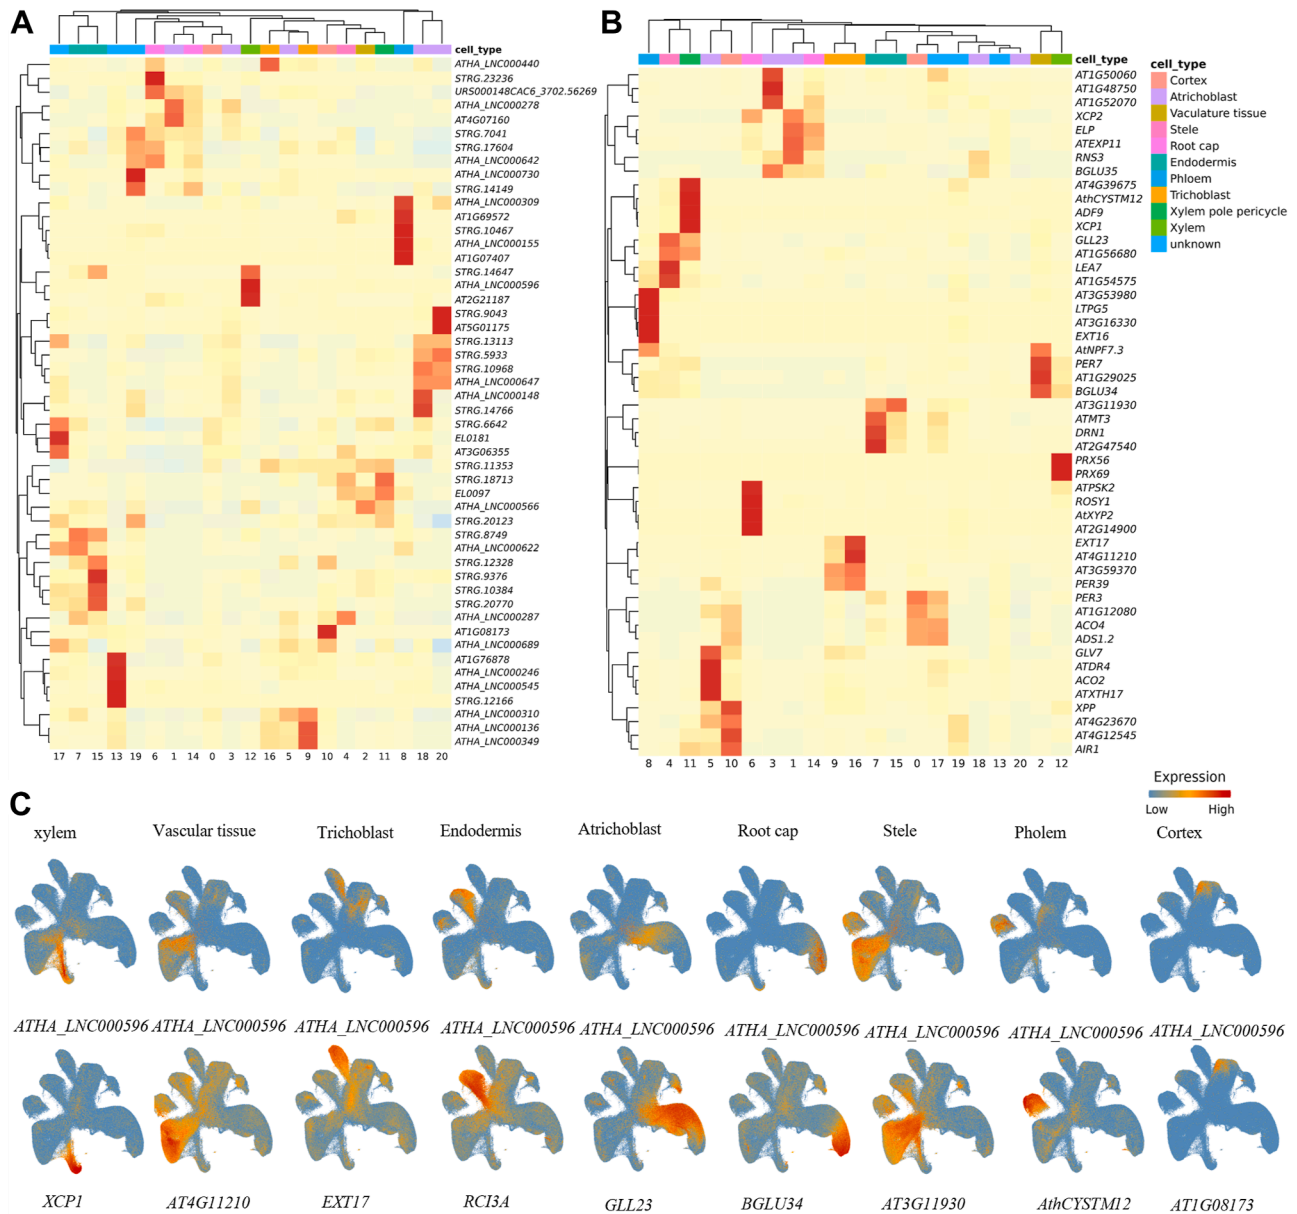 A
cell_type
ATHA_LNC000440
STRG.23236
URS000148CAC6_3702.56269
ATHA_LNC000278
AT4G07160
STRG.7041
STRG.17604
ATHA_LNC000642
ATHA_LNC000730
STRG.14149
ATHA_LNC000309
AT1G69572
STRG.10467
ATHA_LNC000155
AT1G07407
STRG.14647
ATHA_LNC000596
AT2G21187
STRG.9043
AT5G01175
STRG.13113
STRG.5933
STRG.10968
ATHA_LNC000647
ATHA_LNC000148
STRG.14766
STRG.6642
EL0181
AT3G06355
STRG.11353
STRG.18713
EL0097
ATHA_LNC000566
STRG.20123
STRG.8749
ATHA_LNC000622
STRG.12328
STRG.9376
STRG.10384
STRG.20770
ATHA_LNC000287
AT1G08173
ATHA_LNC000689
AT1G76878
ATHA_LNC000246
ATHA_LNC000545
STRG.12166
ATHA_LNC000310
ATHA_LNC000136
ATHA_LNC000349
17 7 15 13 19 6 1 14 0 3 12 16 5 9 10 4 2 11 8 18 20
B
cell_type
AT1G50060
AT1G48750
AT1G52070
XCP2
ELP
ATEXP11
RNS3
BGLU35
AT4G39675
AthCYSTM12
ADF9
XCP1
GLL23
AT1G56680
LEA7
AT1G54575
AT3G53980
LTPG5
AT3G16330
EXT16
AtNPF7.3
PER7
AT1G29025
BGLU34
AT3G11930
ATMT3
DRN1
AT2G47540
PRX56
PRX69
ATPSK2
ROSY1
AtXYP2
AT2G14900
EXT17
AT4G11210
AT3G59370
PER39
PER3
AT1G12080
ACO4
ADS1.2
GLV7
ATDR4
ACO2
ATXTH17
XPP
AT4G23670
AT4G12545
AIR1
8 4 11 5 10 6 3 1 14 9 16 7 15 0 17 19 18 13 20 2 12
cell_type
Cortex
Atrichoblast
Vaculature tissue
Stele
Root cap
Endodermis
Phloem
Trichoblast
Xylem pole pericycle
Xylem
unknown
Expression
Low High
C
xylem Vascular tissue Trichoblast Endodermis Atrichoblast Root cap Stele Pholem Cortex
ATHA_LNC000596 ATHA_LNC000596 ATHA_LNC000596 ATHA_LNC000596 ATHA_LNC000596 ATHA_LNC000596 ATHA_LNC000596 ATHA_LNC000596 ATHA_LNC000596
XCP1 AT4G11210 EXT17 RCI3A GLL23 BGLU34 AT3G11930 AthCYSTM12 AT1G08173